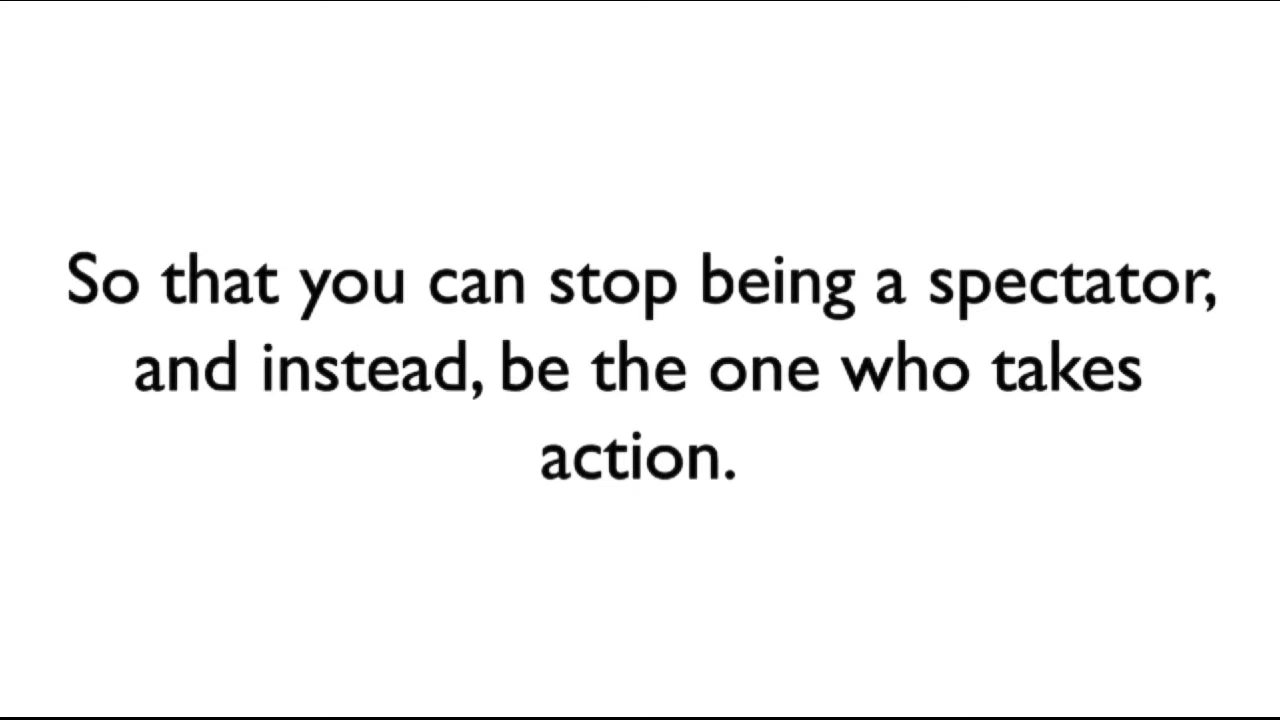 So that you can stop being a spectator,
and instead, be the one who takes
action.